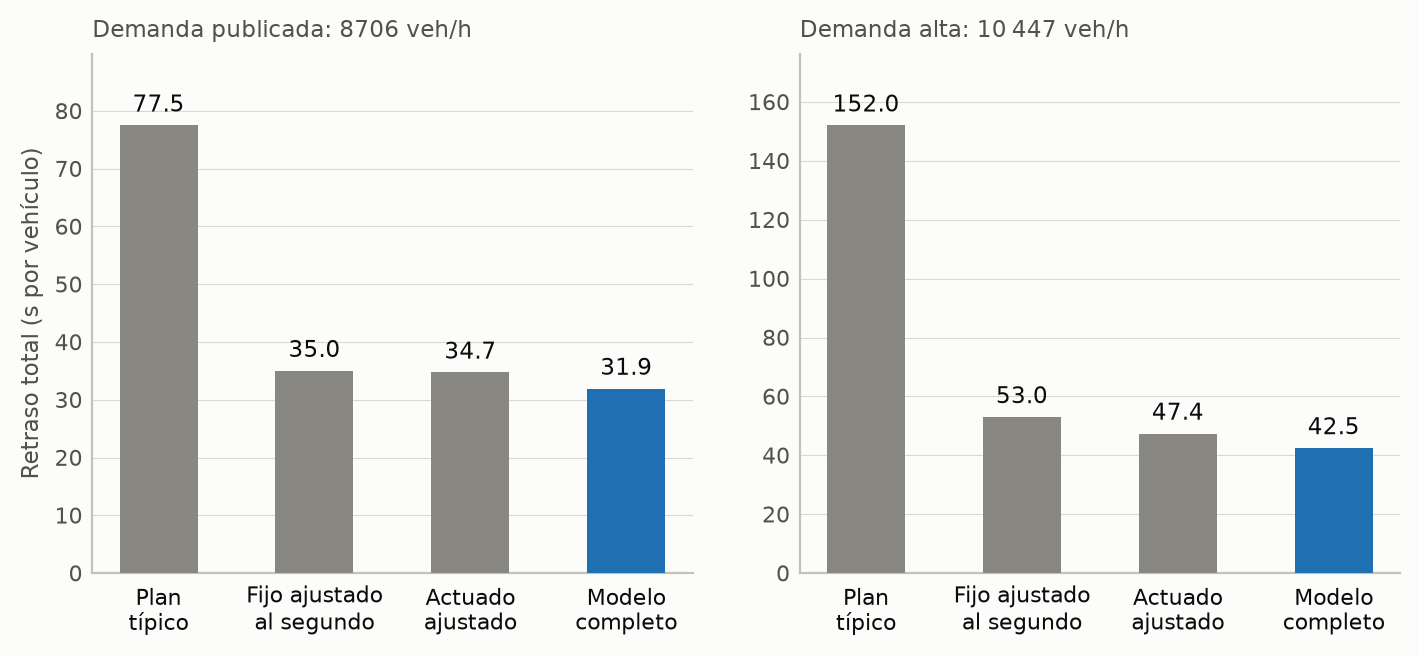 Demanda publicada: 8706 veh/h
Retraso total (s por vehículo)
80
70
60
50
40
30
20
10
0
77.5
35.0
34.7
31.9
Plan
típico
Fijo ajustado
al segundo
Actuado
ajustado
Modelo
completo
Demanda alta: 10 447 veh/h
160
140
120
100
80
60
40
20
0
152.0
53.0
47.4
42.5
Plan
típico
Fijo ajustado
al segundo
Actuado
ajustado
Modelo
completo